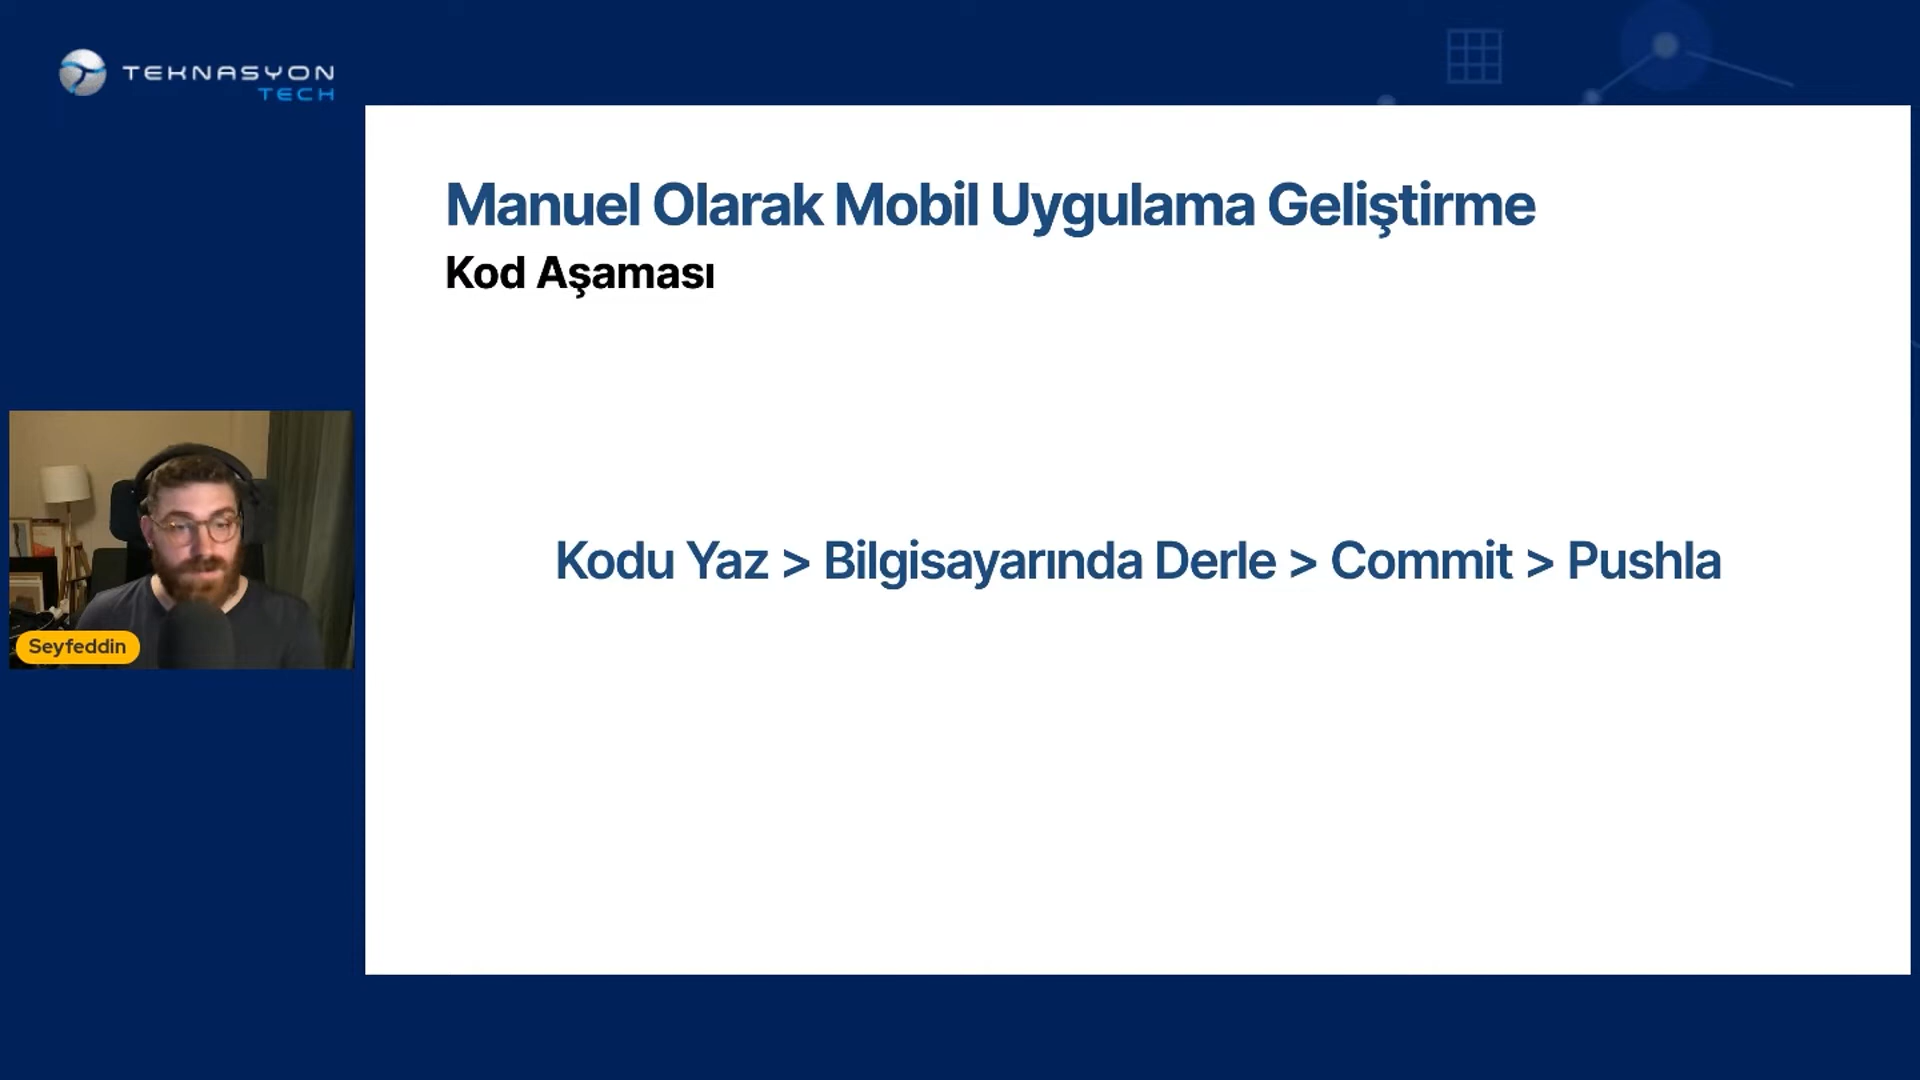 TEKNASYON
TECH
Manuel Olarak Mobil Uygulama Geliştirme
Kod Aşaması
Kodu Yaz > Bilgisayarında Derle > Commit > Pushla
Seyfeddin